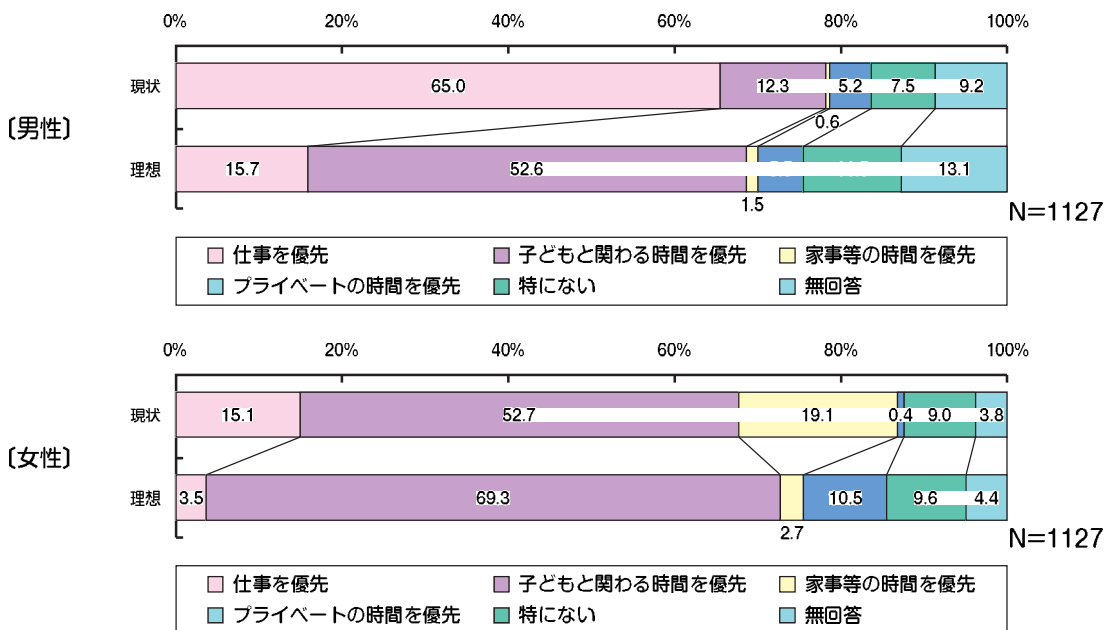 0% 20% 40% 60% 80% 100%
現状 65.0 12.3 5.2 7.5 9.2
〔男性〕 0.6
理想 15.7 52.6 13.1
1.5
N=1127
仕事を優先 子どもと関わる時間を優先 家事等の時間を優先
プライベートの時間を優先 特にない 無回答
0% 20% 40% 60% 80% 100%
現状 15.1 52.7 19.1 0.4 9.0 3.8
〔女性〕
理想 3.5 69.3 10.5 9.6 4.4
2.7
N=1127
仕事を優先 子どもと関わる時間を優先 家事等の時間を優先
プライベートの時間を優先 特にない 無回答